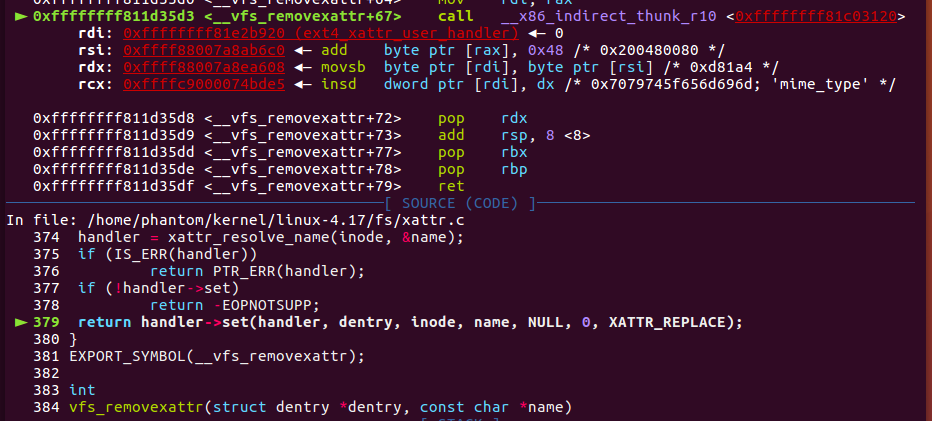 0xffffffff811d35d3 <__vfs_removexattr+67> call __x86_indirect_thunk_r10 <0xffffffff81c03120>
rdi: 0xffffffff81e2b920 (ext4_xattr_user_handler) ◂— 0
rsi: 0xffff88007a8ab6c0 ◂— add byte ptr [rax], 0x48 /* 0x200480080 */
rdx: 0xffff88007a8ea608 ◂— movsb byte ptr [rdi], byte ptr [rsi] /* 0xd81a4 */
rcx: 0xffffc9000074bde5 ◂— insd dword ptr [rdi], dx /* 0x7079745f656d696d; 'mime_type' */
0xffffffff811d35d8 <__vfs_removexattr+72> pop rdx
0xffffffff811d35d9 <__vfs_removexattr+73> add rsp, 8 <8>
0xffffffff811d35dd <__vfs_removexattr+77> pop rbx
0xffffffff811d35de <__vfs_removexattr+78> pop rbp
0xffffffff811d35df <__vfs_removexattr+79> ret
[ SOURCE (CODE) ]
In file: /home/phantom/kernel/linux-4.17/fs/xattr.c
374 handler = xattr_resolve_name(inode, &name);
375 if (IS_ERR(handler))
376 return PTR_ERR(handler);
377 if (!handler->set)
378 return -EOPNOTSUPP;
► 379 return handler->set(handler, dentry, inode, name, NULL, 0, XATTR_REPLACE);
380 }
381 EXPORT_SYMBOL(__vfs_removexattr);
382
383 int
384 vfs_removexattr(struct dentry *dentry, const char *name)